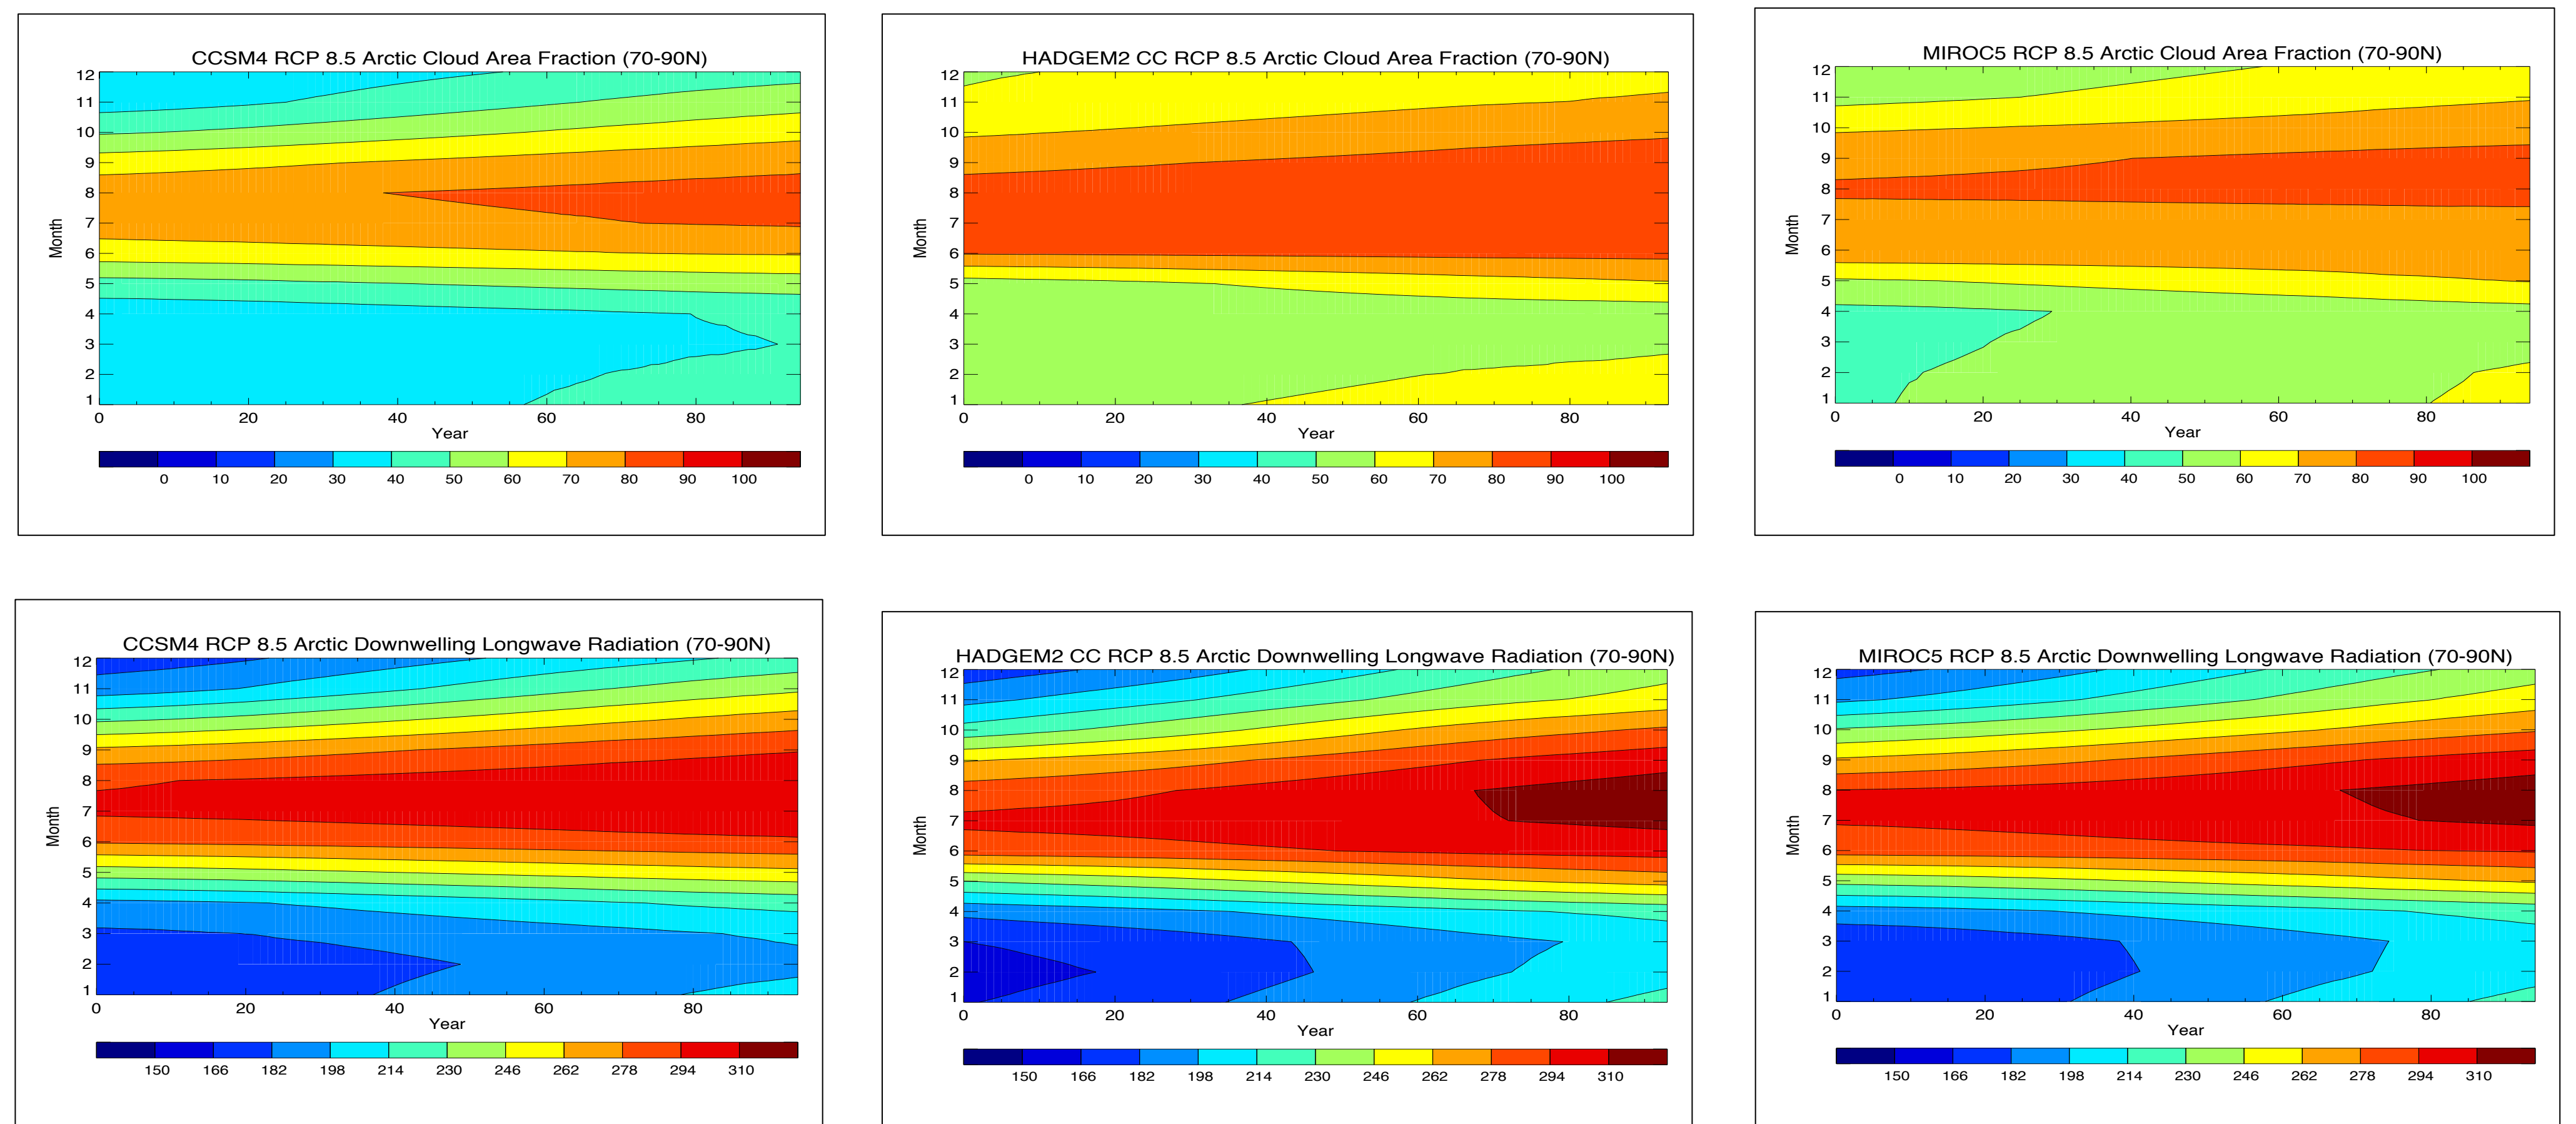 CCSM4 RCP 8.5 Arctic Cloud Area Fraction (70-90N)
12
11
10
9
8
7
6
5
4
3
2
1
Month
0 20 40 60 80
Year
0 10 20 30 40 50 60 70 80 90 100
HADGEM2 CC RCP 8.5 Arctic Cloud Area Fraction (70-90N)
12
11
10
9
8
7
6
5
4
3
2
1
Month
0 20 40 60 80
Year
0 10 20 30 40 50 60 70 80 90 100
MIROC5 RCP 8.5 Arctic Cloud Area Fraction (70-90N)
12
11
10
9
8
7
6
5
4
3
2
1
Month
0 20 40 60 80
Year
0 10 20 30 40 50 60 70 80 90 100
CCSM4 RCP 8.5 Arctic Downwelling Longwave Radiation (70-90N)
12
11
10
9
8
7
6
5
4
3
2
1
Month
0 20 40 60 80
Year
150 166 182 198 214 230 246 262 278 294 310
HADGEM2 CC RCP 8.5 Arctic Downwelling Longwave Radiation (70-90N)
12
11
10
9
8
7
6
5
4
3
2
1
Month
0 20 40 60 80
Year
150 166 182 198 214 230 246 262 278 294 310
MIROC5 RCP 8.5 Arctic Downwelling Longwave Radiation (70-90N)
12
11
10
9
8
7
6
5
4
3
2
1
Month
0 20 40 60 80
Year
150 166 182 198 214 230 246 262 278 294 310